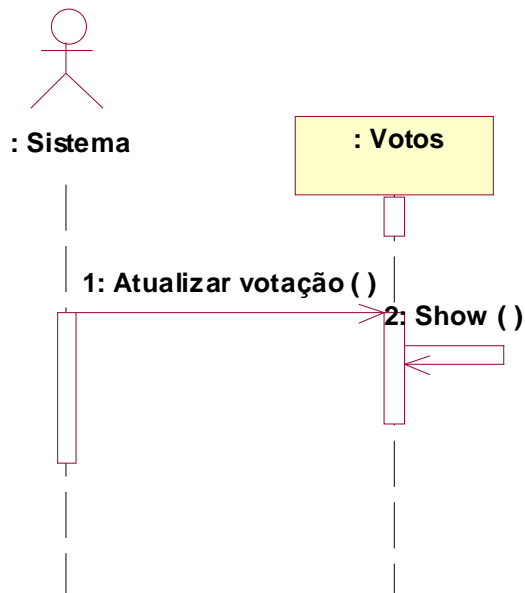 : Sistema
: Votos
1: Atualizar votação ( )
2: Show ( )